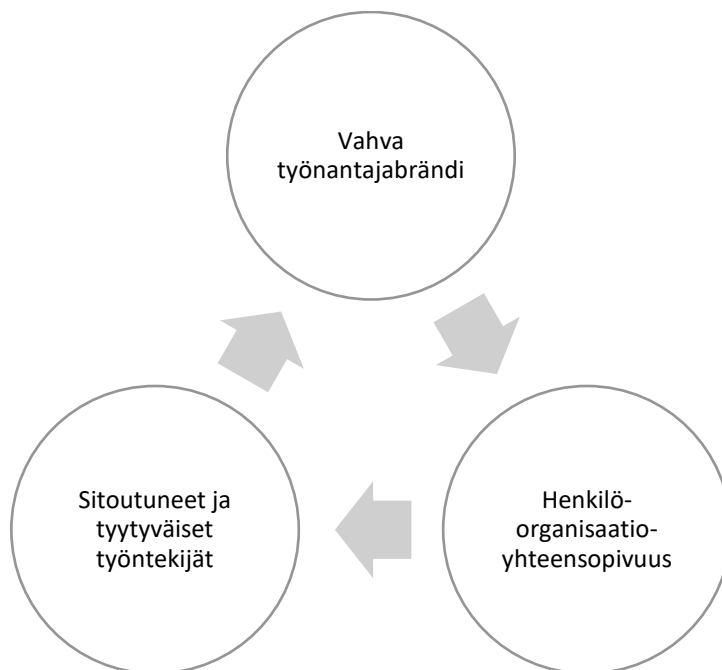 Vahva
työnantajabrändi
Sitoutuneet ja
tyytyväiset
työntekijät
Henkilö-
organisaatio-
yhteensopivuus